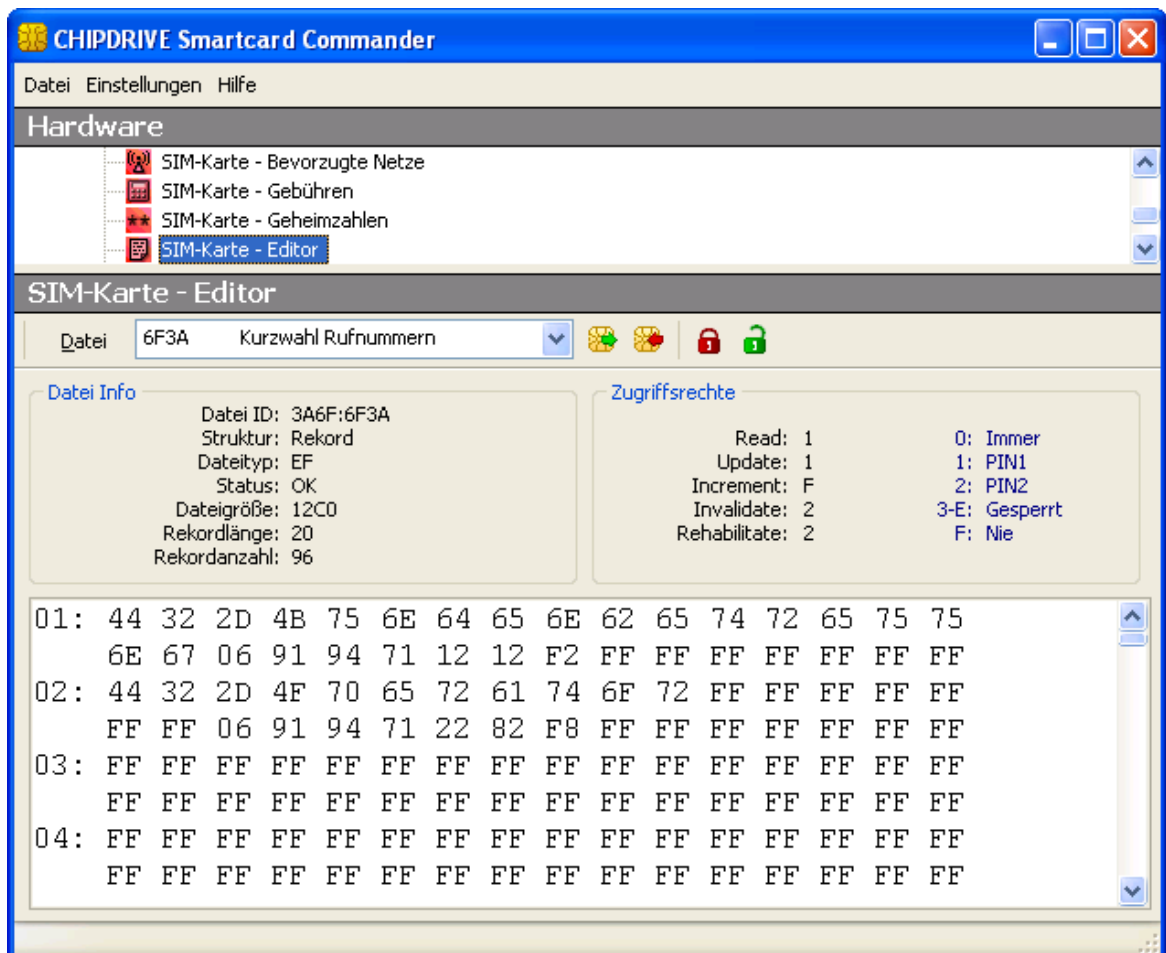 CHIPDRIVE Smartcard Commander
Datei Einstellungen Hilfe
Hardware
SIM-Karte - Bevorzugte Netze
SIM-Karte - Gebühren
SIM-Karte - Geheimzahlen
SIM-Karte - Editor
SIM-Karte - Editor
Datei 6F3A Kurzwahl Rufnummern
Datei Info
Datei ID: 3A6F:6F3A
Struktur: Rekord
Dateityp: EF
Status: OK
Dateigröße: 12C0
Rekordlänge: 20
Rekordanzahl: 96
Zugriffsrechte
Read: 1 0: Immer
Update: 1 1: PIN1
Increment: F 2: PIN2
Invalidate: 2 3-E: Gesperrt
Rehabilitate: 2 F: Nie
01: 44 32 2D 4B 75 6E 64 65 6E 62 65 74 72 65 75 75
6E 67 06 91 94 71 12 12 F2 FF FF FF FF FF FF FF
02: 44 32 2D 4F 70 65 72 61 74 6F 72 FF FF FF FF FF
FF FF 06 91 94 71 22 82 F8 FF FF FF FF FF FF FF
03: FF FF FF FF FF FF FF FF FF FF FF FF FF FF FF FF
FF FF FF FF FF FF FF FF FF FF FF FF FF FF FF FF
04: FF FF FF FF FF FF FF FF FF FF FF FF FF FF FF FF
FF FF FF FF FF FF FF FF FF FF FF FF FF FF FF FF